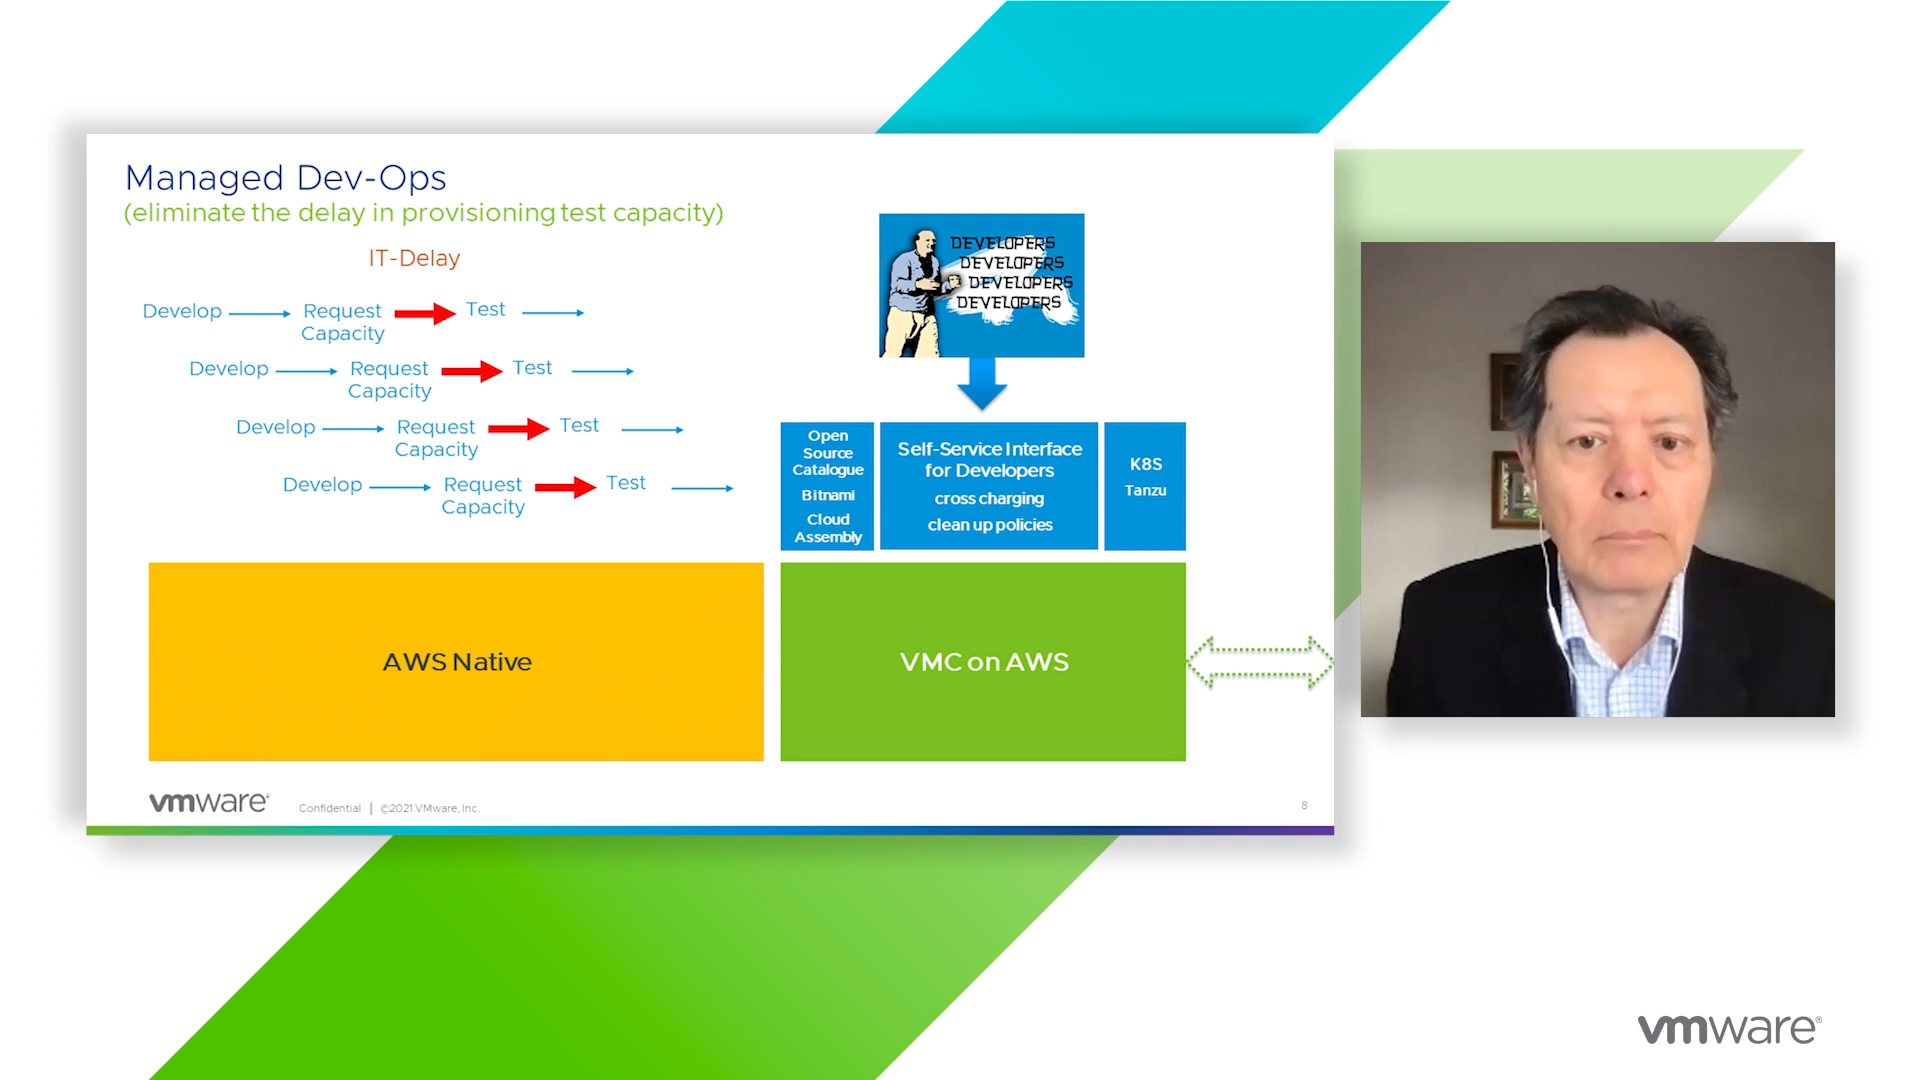 Managed Dev-Ops
(eliminate the delay in provisioning test capacity)
IT-Delay
Develop
Request
Capacity
Test
Develop
Request
Capacity
Test
Develop
Request
Capacity
Test
Develop
Request
Capacity
Test
DEVELOPERS
DEVELOPERS
DEVELOPERS
DEVELOPERS
Open
Source
Catalogue
Bitnami
Cloud
Assembly
Self-Service Interface
for Developers
cross charging
clean up policies
K8S
Tanzu
AWS Native
VMC on AWS
vmware®
Confidential | ©2021 VMware, Inc.
8
vmware®